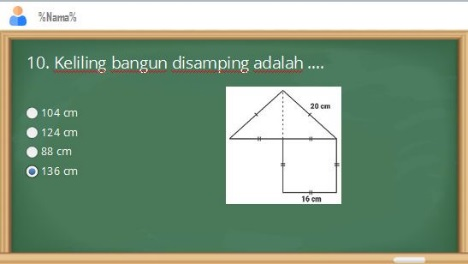 %Nama%
10. Keliling bangun disamping adalah ....
20 cm
104 cm
124 cm
88 cm
136 cm
16 cm